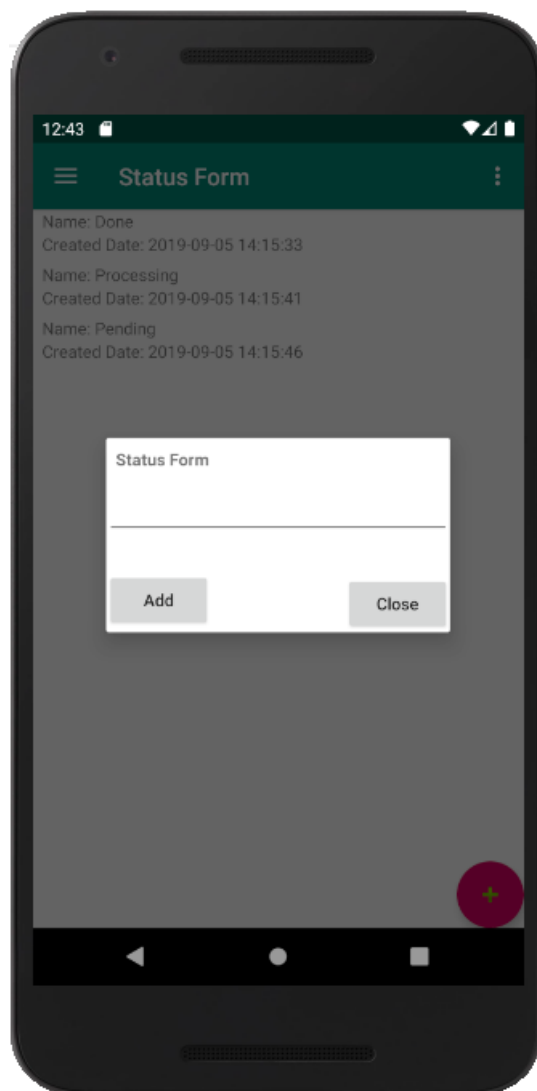 12:43
Status Form
Name: Done
Created Date: 2019-09-05 14:15:33
Name: Processing
Created Date: 2019-09-05 14:15:41
Name: Pending
Created Date: 2019-09-05 14:15:46
Status Form
Add
Close
+